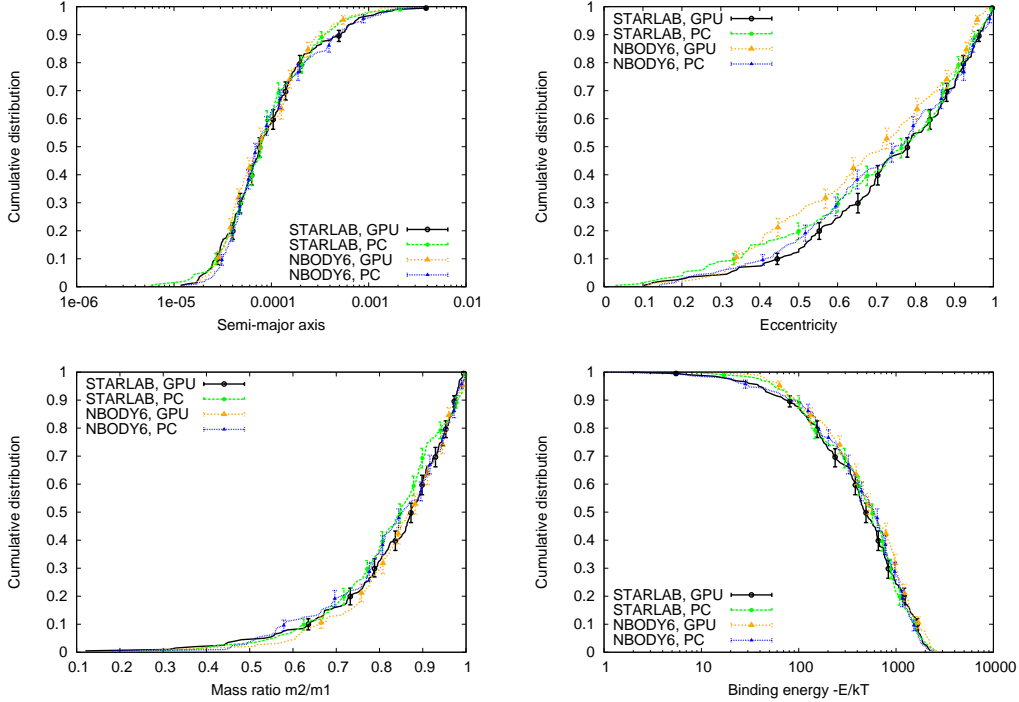 1
0.9
0.8
0.7
0.6
0.5
0.4
0.3
0.2
0.1
0
Cumulative distribution
STARLAB, GPU
STARLAB, PC
NBODY6, GPU
NBODY6, PC
1e-06 1e-05 0.0001 0.001 0.01
Semi-major axis
1
0.9
0.8
0.7
0.6
0.5
0.4
0.3
0.2
0.1
0
Cumulative distribution
STARLAB, GPU
STARLAB, PC
NBODY6, GPU
NBODY6, PC
0 0.1 0.2 0.3 0.4 0.5 0.6 0.7 0.8 0.9 1
Eccentricity
1
0.9
0.8
0.7
0.6
0.5
0.4
0.3
0.2
0.1
0
Cumulative distribution
STARLAB, GPU
STARLAB, PC
NBODY6, GPU
NBODY6, PC
0.1 0.2 0.3 0.4 0.5 0.6 0.7 0.8 0.9 1
Mass ratio m2/m1
1
0.9
0.8
0.7
0.6
0.5
0.4
0.3
0.2
0.1
0
Cumulative distribution
STARLAB, GPU
STARLAB, PC
NBODY6, GPU
NBODY6, PC
1 10 100 1000 10000
Binding energy -E/kT